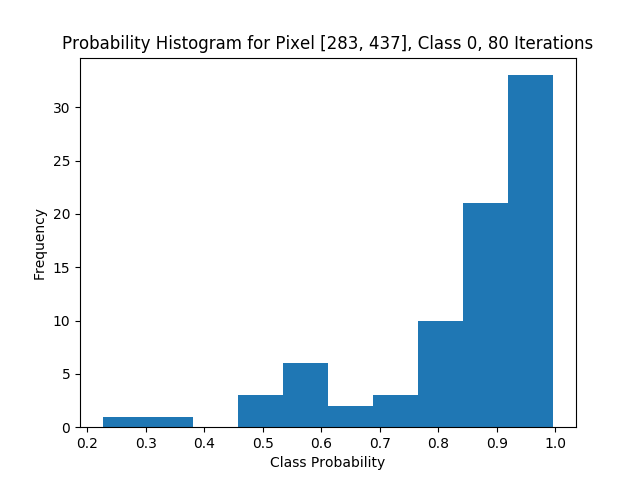 Probability Histogram for Pixel [283, 437], Class 0, 80 Iterations
30
25
20
15
10
5
0
Frequency
0.2 0.3 0.4 0.5 0.6 0.7 0.8 0.9 1.0
Class Probability